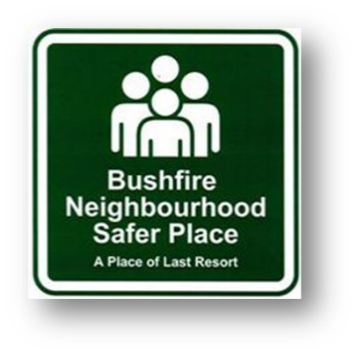 Bushfire
Neighbourhood
Safer Place
A Place of Last Resort